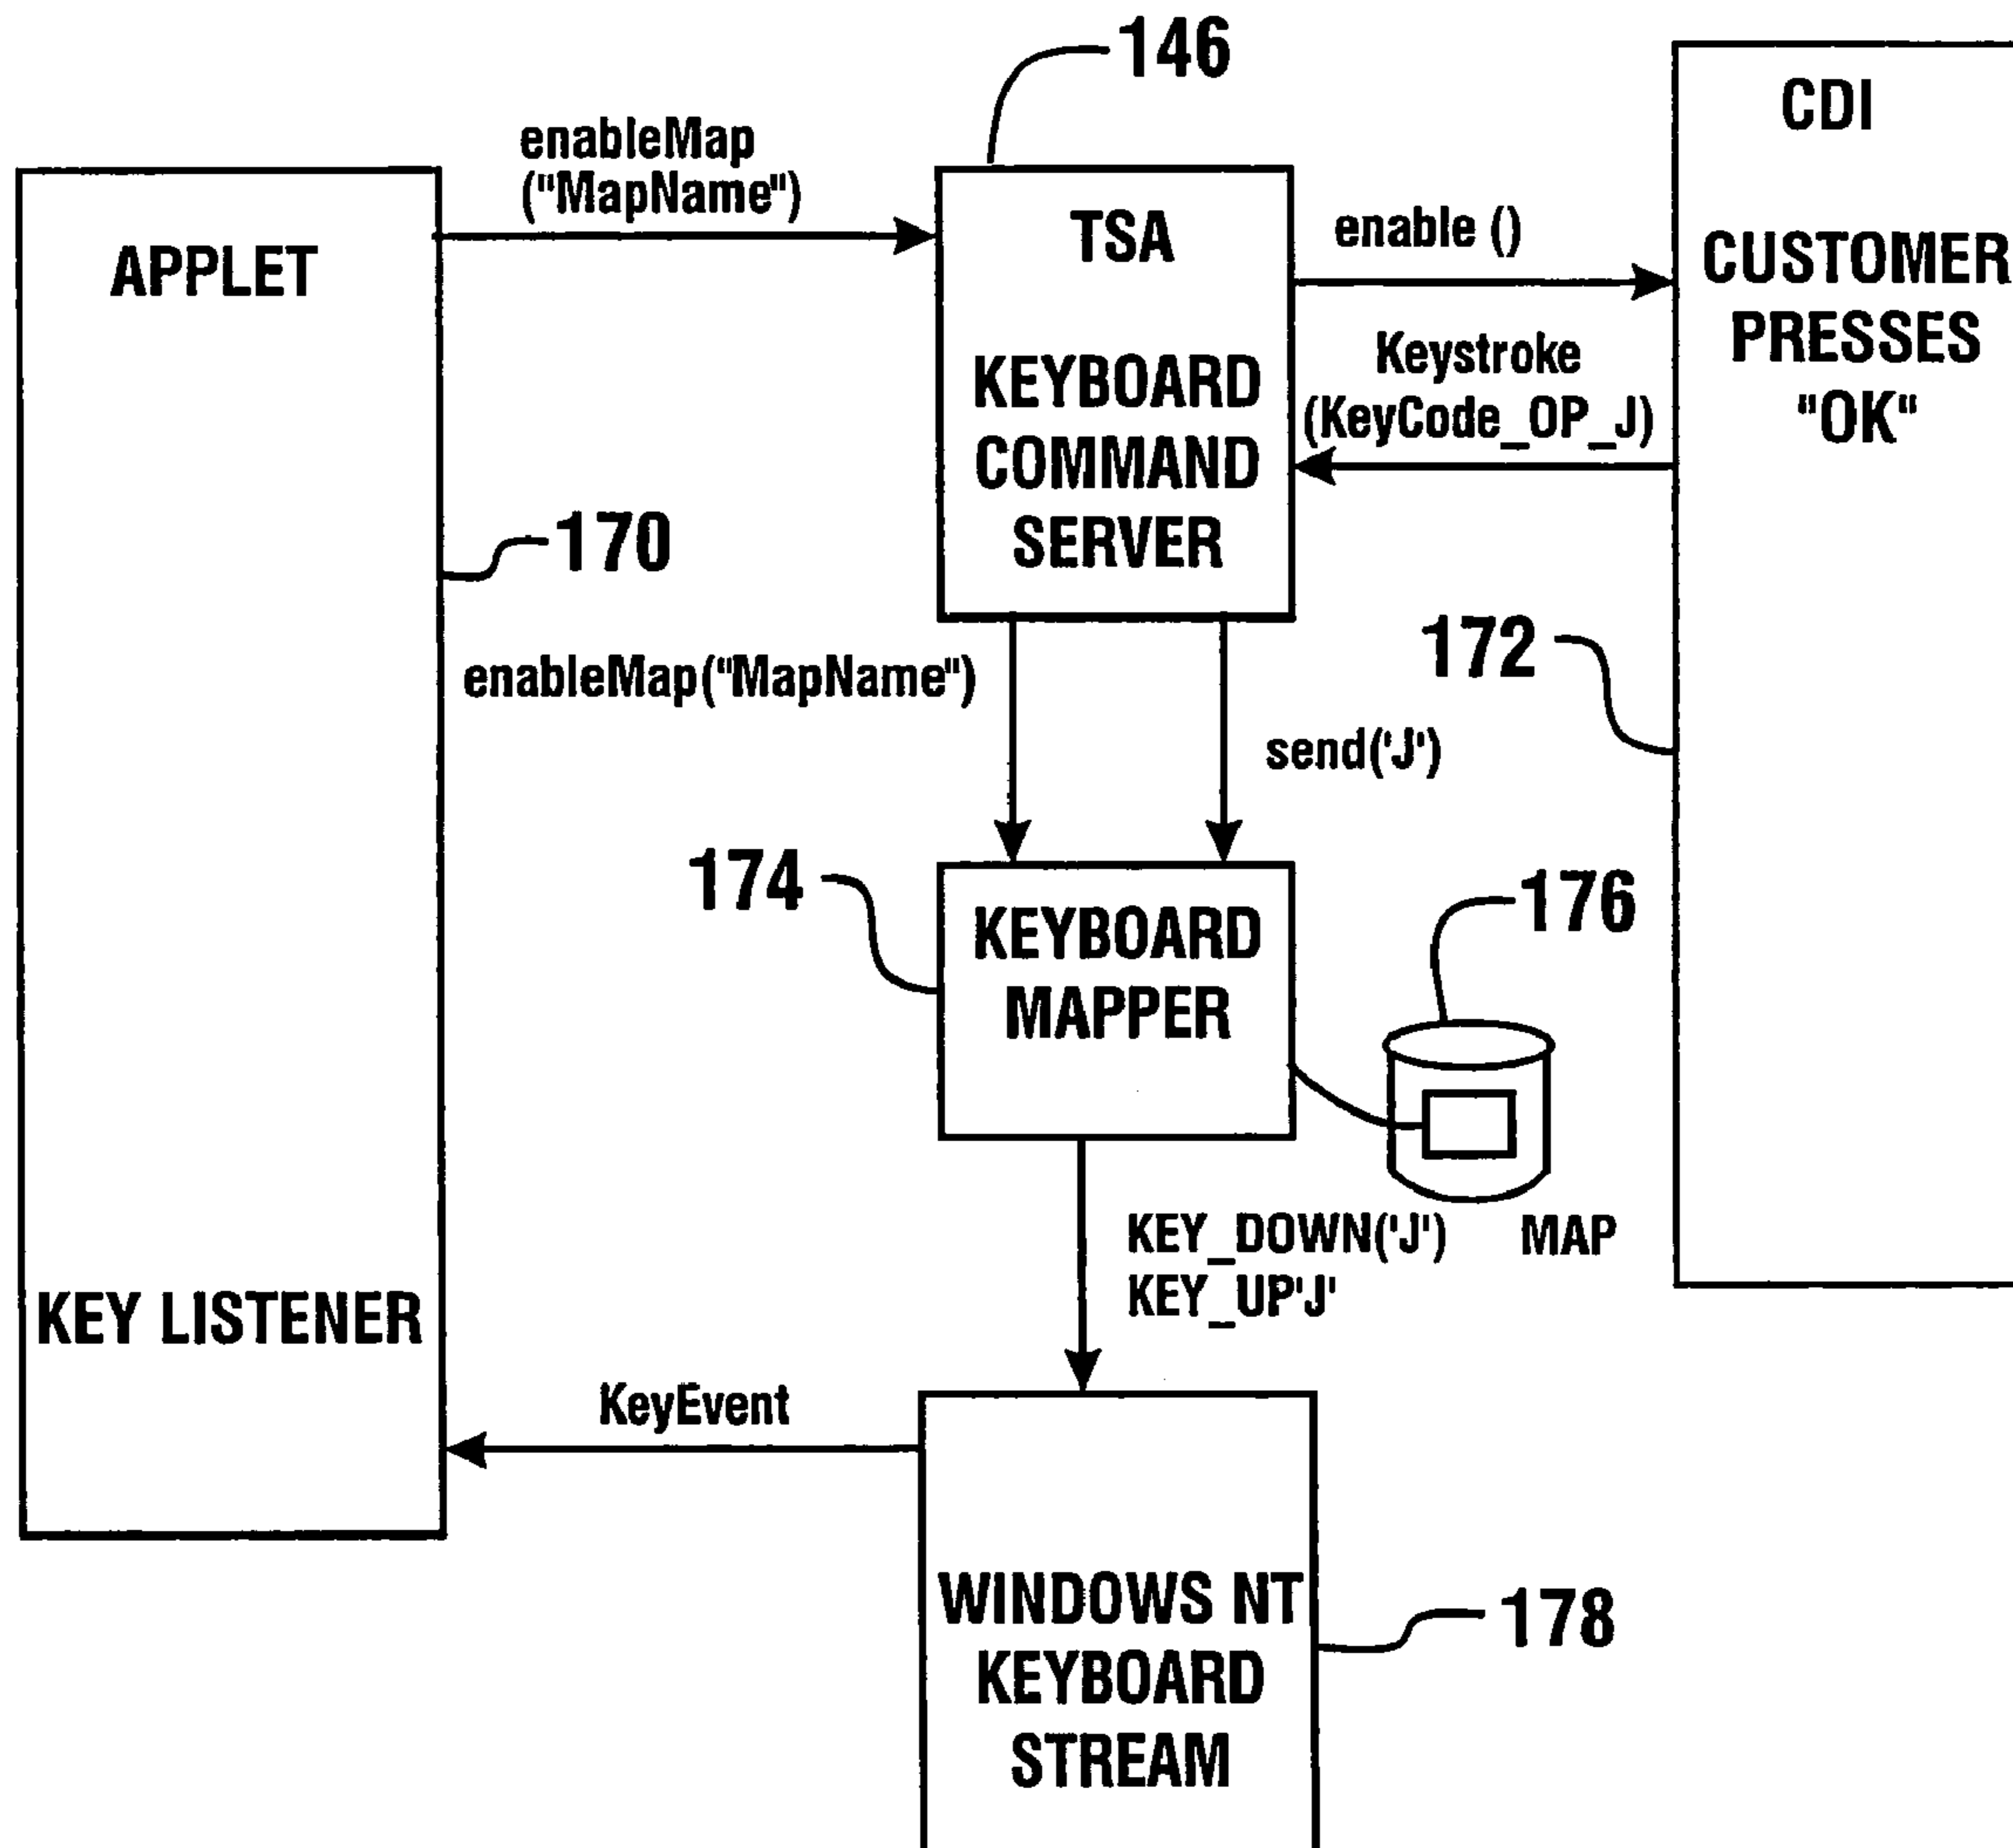 146
CDI
enableMap
("MapName")
APPLET
TSA
KEYBOARD
COMMAND
SERVER
enable ()
CUSTOMER
PRESSES
"OK"
Keystroke
(KeyCode_OP_J)
170
172
enableMap("MapName")
send('J')
174
KEYBOARD
MAPPER
176
KEY_DOWN('J')
KEY_UP'J'
MAP
KEY LISTENER
KeyEvent
WINDOWS NT
KEYBOARD
STREAM
178